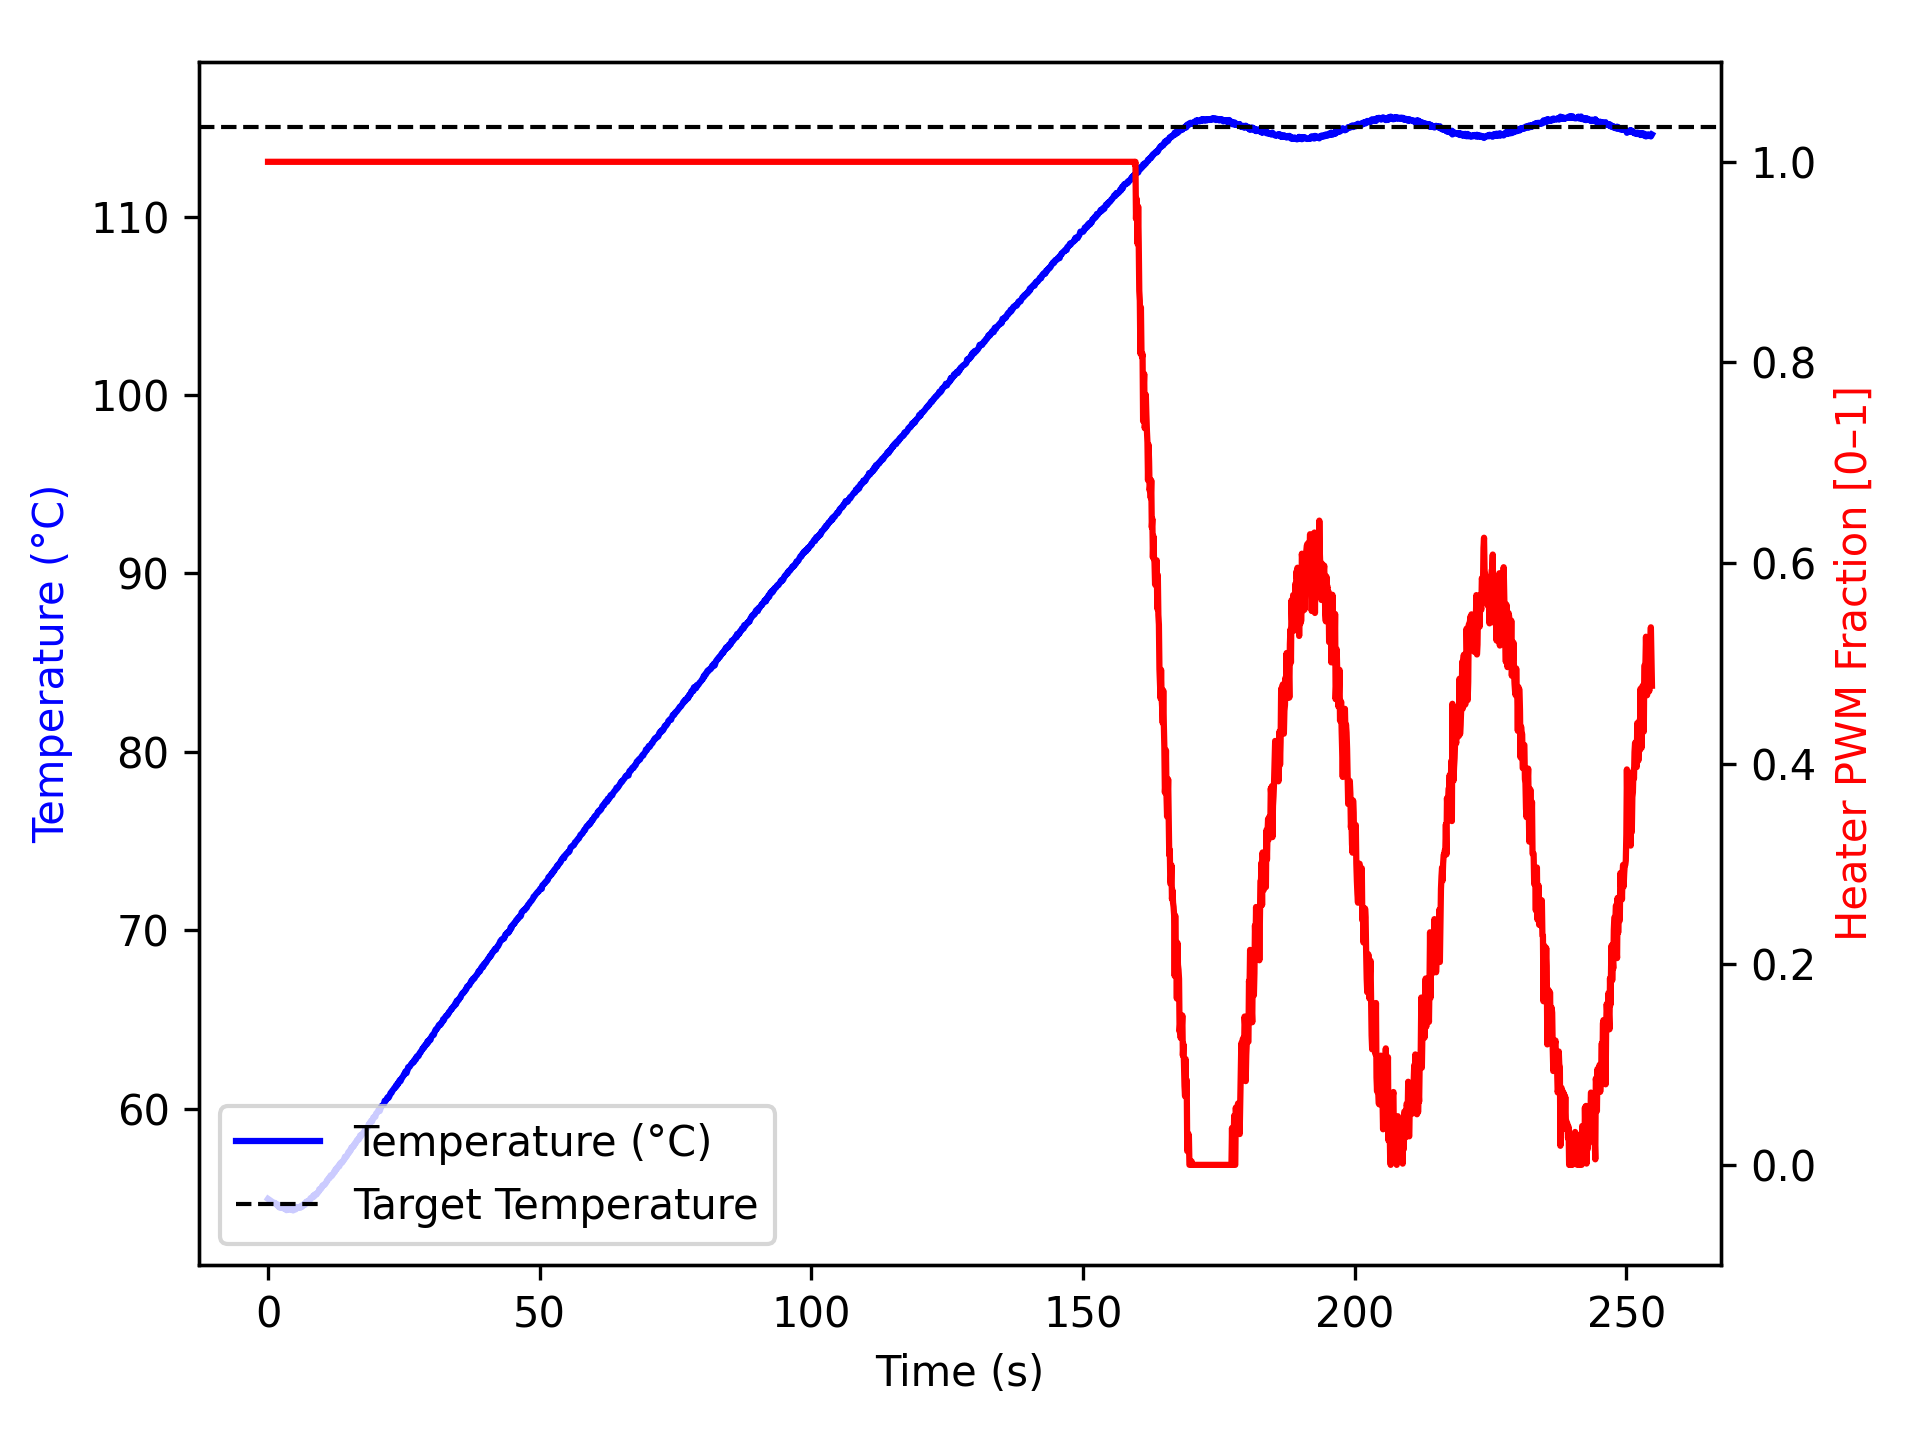 110
100
90
80
70
60
Temperature (°C)
1.0
0.8
0.6
0.4
0.2
0.0
Heater PWM Fraction [0–1]
Temperature (°C)
Target Temperature
0 50 100 150 200 250
Time (s)